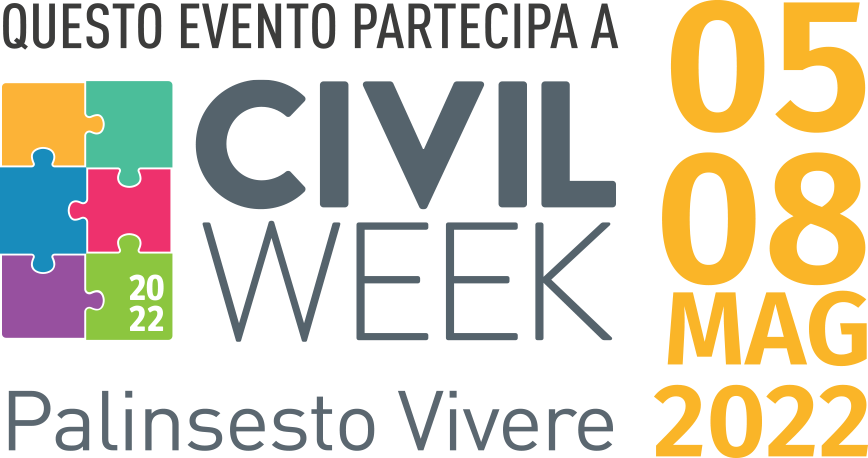 QUESTO EVENTO PARTECIPA A
CIVIL
WEEK
20
22
Palinsesto Vivere
05
08
MAG
2022